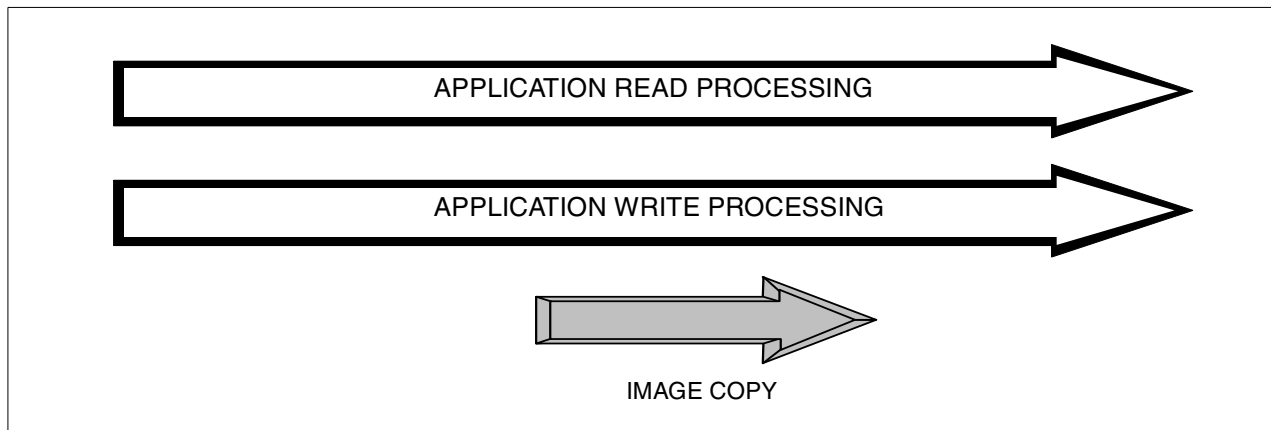 APPLICATION READ PROCESSING
APPLICATION WRITE PROCESSING
IMAGE COPY